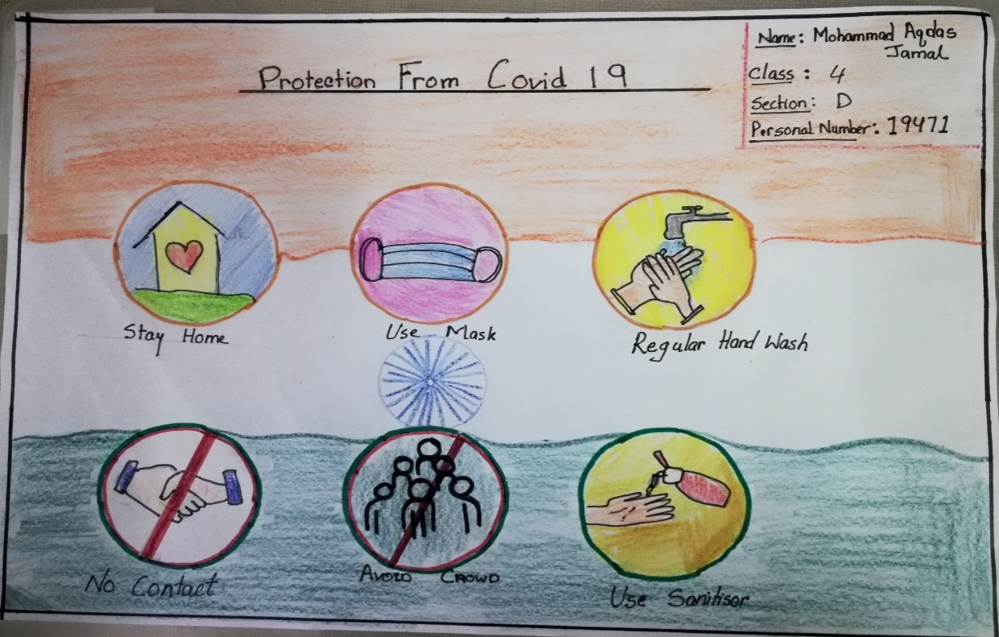 Protection From Covid 19
Name: Mohammad Aqdas
Jamal
Class: 4
Section: D
Personal Number: 19471
Stay Home
Use Mask
Regular Hand Wash
No Contact
AVOID CROWD
Use Sanitisor